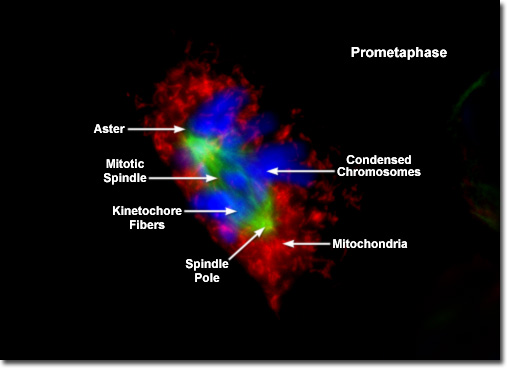 Prometaphase
Aster
Mitotic
Spindle
Condensed
Chromosomes
Kinetochore
Fibers
Mitochondria
Spindle
Pole